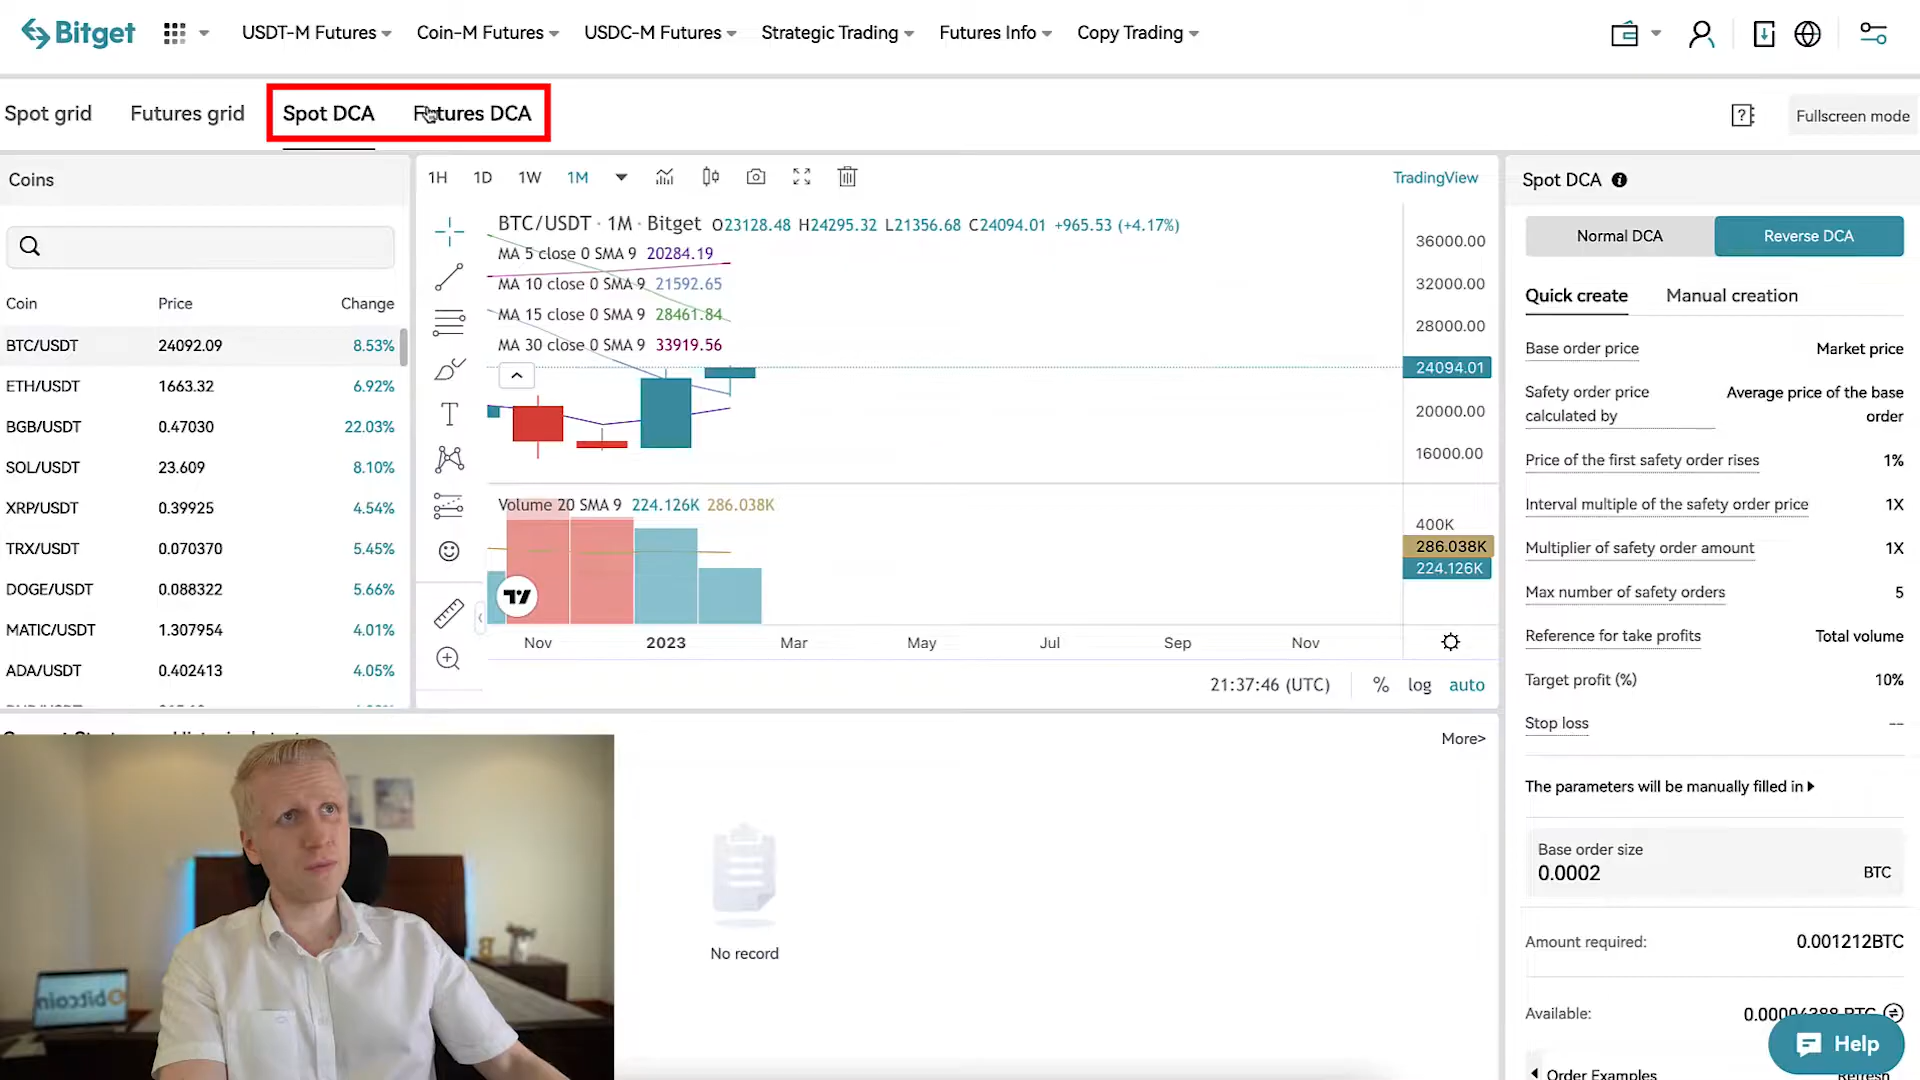 Bitget
USDT-M Futures
Coin-M Futures
USDC-M Futures
Strategic Trading
Futures Info
Copy Trading
Spot grid
Futures grid
Spot DCA
Futures DCA
Fullscreen mode
Coins
Coin Price Change
BTC/USDT 24092.09 8.53%
ETH/USDT 1663.32 6.92%
BGB/USDT 0.47030 22.03%
SOL/USDT 23.609 8.10%
XRP/USDT 0.39925 4.54%
TRX/USDT 0.070370 5.45%
DOGE/USDT 0.088322 5.66%
MATIC/USDT 1.307954 4.01%
ADA/USDT 0.402413 4.05%
1H 1D 1W 1M
TradingView
BTC/USDT · 1M · Bitget O23128.48 H24295.32 L21356.68 C24094.01 +965.53 (+4.17%)
MA 5 close 0 SMA 9 20284.19
MA 10 close 0 SMA 9 21592.65
MA 15 close 0 SMA 9 28461.84
MA 30 close 0 SMA 9 33919.56
36000.00
32000.00
28000.00
24094.01
20000.00
16000.00
Volume 20 SMA 9 224.126K 286.038K
400K
286.038K
224.126K
Nov 2023 Mar May Jul Sep Nov
21:37:46 (UTC) % log auto
More>
No record
bitcoin
Spot DCA
Normal DCA
Reverse DCA
Quick create
Manual creation
Base order price Market price
Safety order price Average price of the base
calculated by order
Price of the first safety order rises 1%
Interval multiple of the safety order price 1X
Multiplier of safety order amount 1X
Max number of safety orders 5
Reference for take profits Total volume
Target profit (%) 10%
Stop loss --
The parameters will be manually filled in
Base order size
0.0002 BTC
Amount required: 0.001212BTC
Available:
Help
Order Examples Refresh